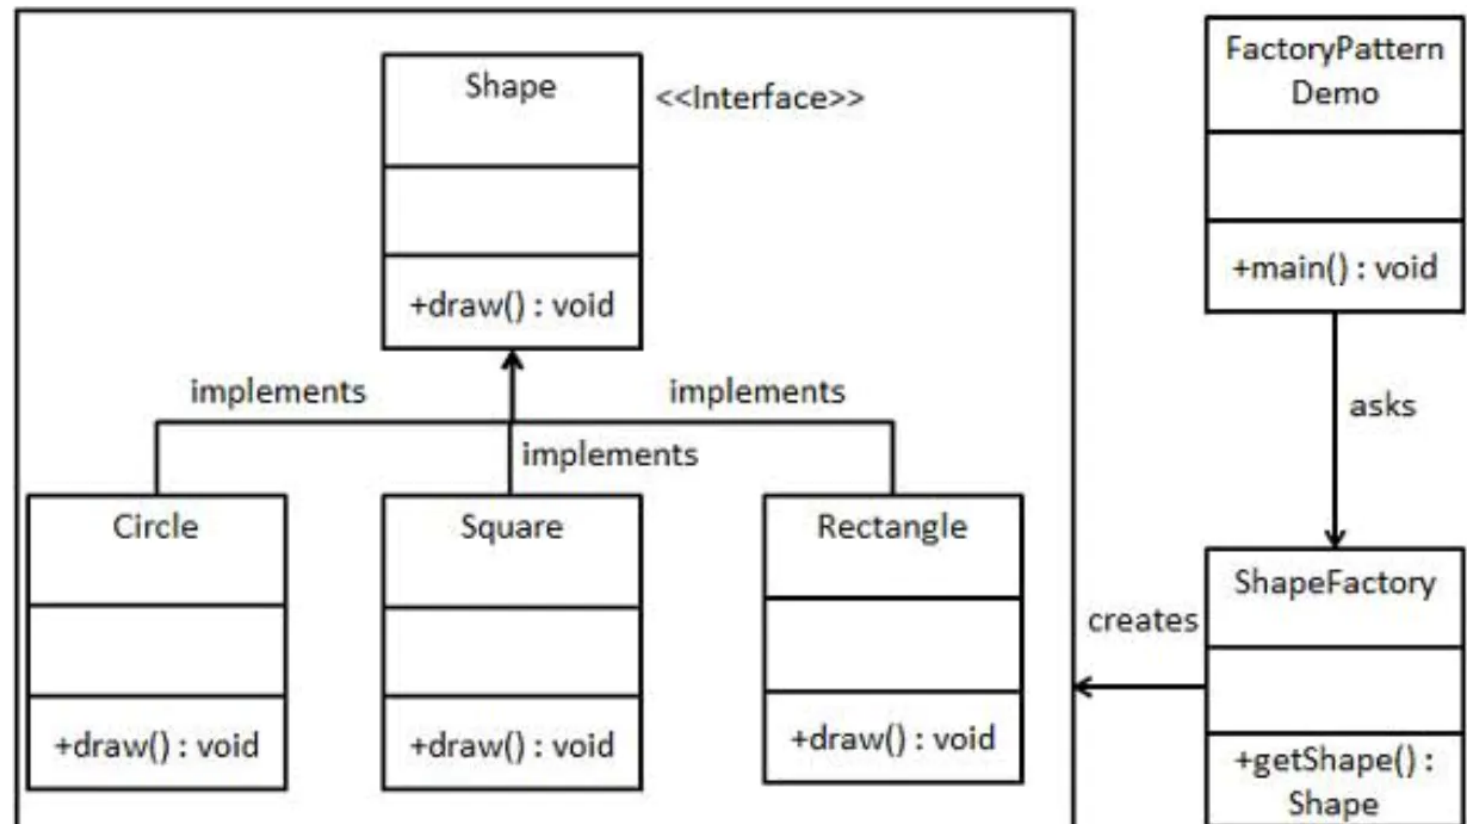 Shape
<<Interface>>
+draw() : void
implements
implements
implements
Circle
+draw() : void
Square
+draw() : void
Rectangle
+draw() : void
FactoryPattern
Demo
+main() : void
asks
creates
ShapeFactory
+getShape() :
Shape